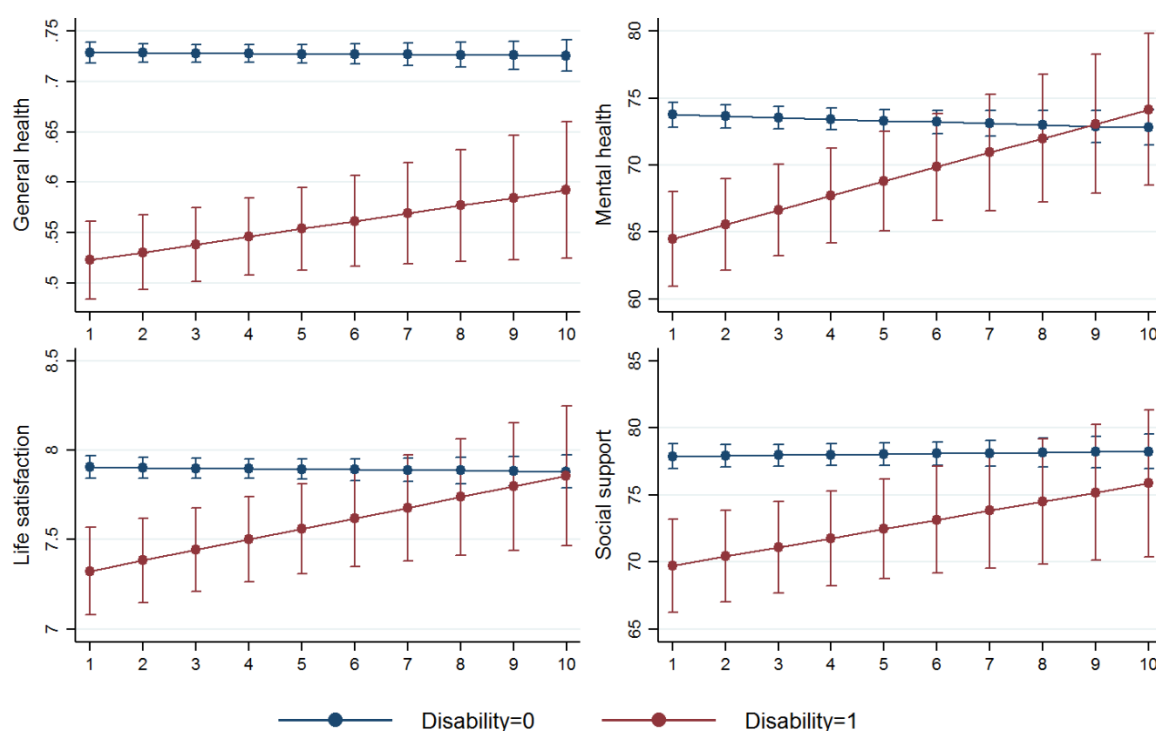 General health
.75
.7
.65
.6
.55
.5
1 2 3 4 5 6 7 8 9 10
Mental health
80
75
70
65
60
1 2 3 4 5 6 7 8 9 10
Life satisfaction
8.5
8
7.5
7
1 2 3 4 5 6 7 8 9 10
Social support
85
80
75
70
65
1 2 3 4 5 6 7 8 9 10
Disability=0 Disability=1